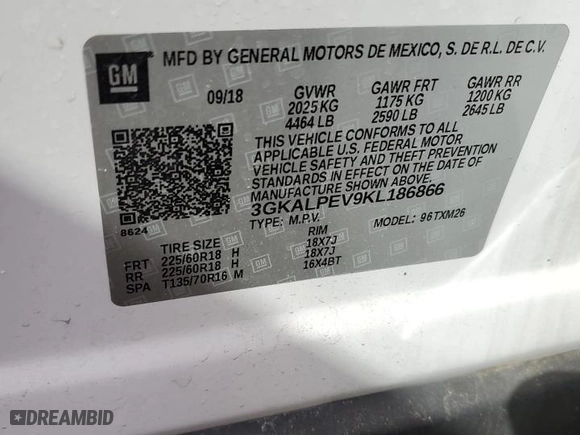 GM
MFD BY GENERAL MOTORS DE MEXICO, S. DE R.L. DE C.V.
09/18 GVWR GAWR FRT GAWR RR
2025 KG 1175 KG 1200 KG
4464 LB 2590 LB 2645 LB
THIS VEHICLE CONFORMS TO ALL
APPLICABLE U.S. FEDERAL MOTOR
VEHICLE SAFETY AND THEFT PREVENTION
STANDARDS IN EFFECT ON THE DATE OF
MANUFACTURE SHOWN ABOVE.
3GKALPEV9KL186866
8624
TYPE: M.P.V. MODEL: 96TXM26
TIRE SIZE RIM
FRT 225/60R18 H 18X7J
RR 225/60R18 H 18X7J
SPA T135/70R16 M 16X4BT
DREAMBID